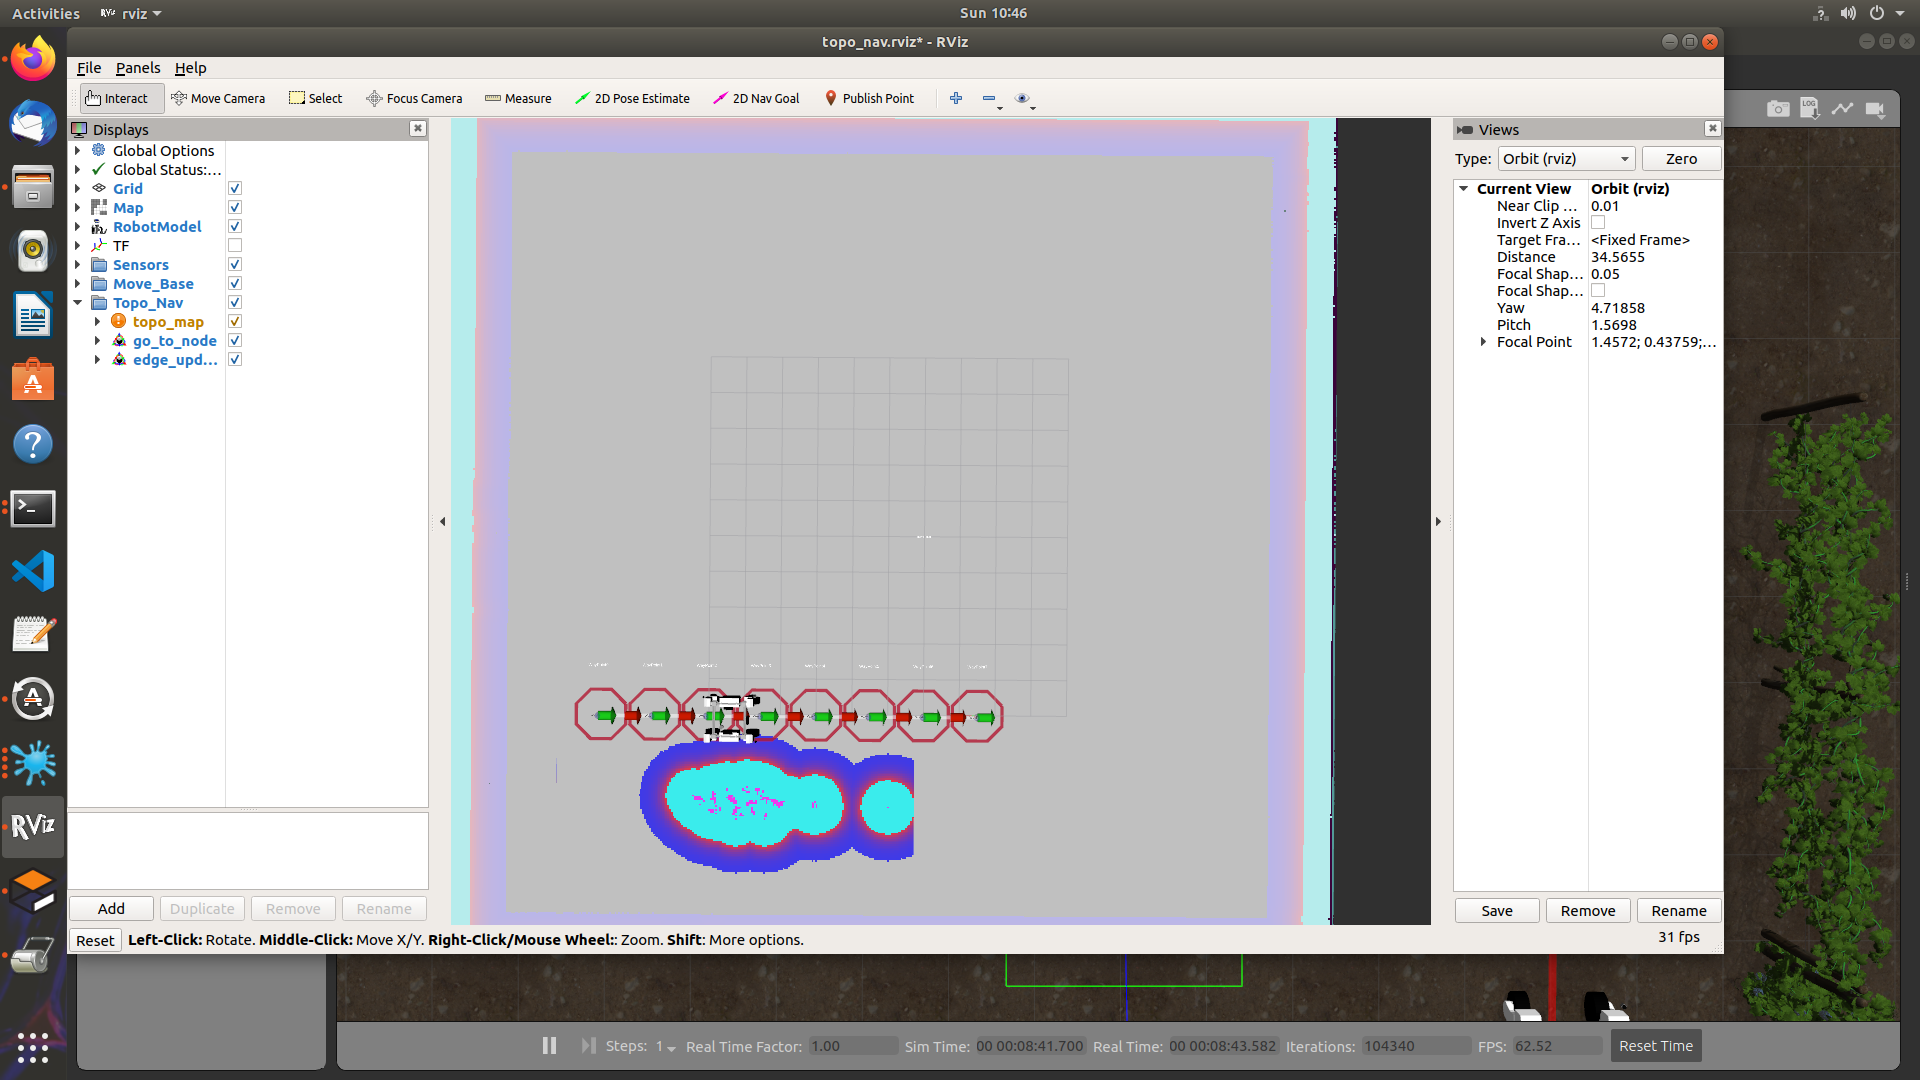 Activities
rviz
Sun 10:46
topo_nav.rviz* - RViz
File Panels Help
Interact Move Camera Select Focus Camera Measure 2D Pose Estimate 2D Nav Goal Publish Point
LOG
Displays
Global Options
Global Status:...
Grid
Map
RobotModel
TF
Sensors
Move_Base
Topo_Nav
topo_map
go_to_node
edge_upd...
Add Duplicate Remove Rename
Reset Left-Click: Rotate. Middle-Click: Move X/Y. Right-Click/Mouse Wheel:: Zoom. Shift: More options.
31 fps
Views
Type: Orbit (rviz) Zero
Current View Orbit (rviz)
Near Clip ... 0.01
Invert Z Axis
Target Fra... <Fixed Frame>
Distance 34.5655
Focal Shap... 0.05
Focal Shap...
Yaw 4.71858
Pitch 1.5698
Focal Point 1.4572; 0.43759;...
Save Remove Rename
RViz
Steps: 1 Real Time Factor: 1.00 Sim Time: 00 00:08:41.700 Real Time: 00 00:08:43.582 Iterations: 104340 FPS: 62.52 Reset Time